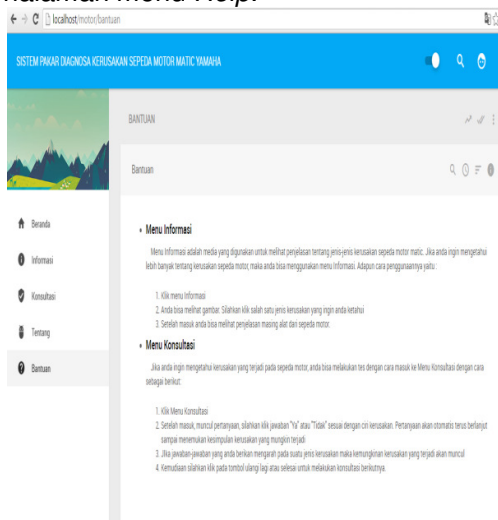 halaman menu Help.
localhost/motor/bantuan
SISTEM PAKAR DIAGNOSA KERUSAKAN SEPEDA MOTOR MATIC YAMAHA
BANTUAN
Bantuan
Beranda
Informasi
Konsultasi
Tentang
Bantuan
Menu Informasi
Menu Informasi adalah media yang digunakan untuk melihat penjelasan tentang jenis-jenis kerusakan sepeda motor matic. Jika anda ingin mengetahui
lebih banyak tentang kerusakan sepeda motor, maka anda bisa menggunakan menu Informasi. Adapun cara penggunaannya yaitu :
1. Klik menu Informasi
2. Anda bisa melihat gambar. Silahkan klik salah satu jenis kerusakan yang ingin anda ketahui
3. Setelah masuk anda bisa melihat penjelasan masing alat dari sepeda motor.
Menu Konsultasi
Jika anda ingin mengetahui kerusakan yang terjadi pada sepeda motor, anda bisa melakukan tes dengan cara masuk ke Menu Konsultasi dengan cara
sebagai berikut:
1. Klik Menu Konsultasi
2. Setelah masuk, muncul pertanyaan, silahkan klik jawaban "Ya" atau "Tidak" sesuai dengan ciri kerusakan. Pertanyaan akan otomatis terus berlanjut
sampai menemukan kesimpulan kerusakan yang mungkin terjadi
3. Jika jawaban-jawaban yang anda berikan mengarah pada suatu jenis kerusakan maka kemungkinan kerusakan yang terjadi akan muncul
4. Kemudiaan silahkan klik pada tombol ulangi lagi atau selesai untuk melakukan konsultasi berikutnya.